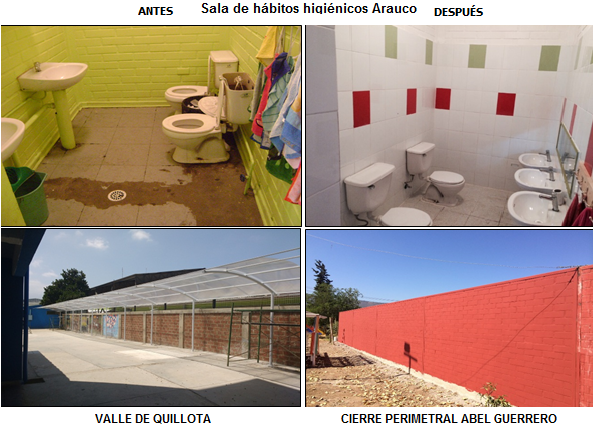 ANTES Sala de hábitos higiénicos Arauco DESPUÉS
VALLE DE QUILLOTA CIERRE PERIMETRAL ABEL GUERRERO